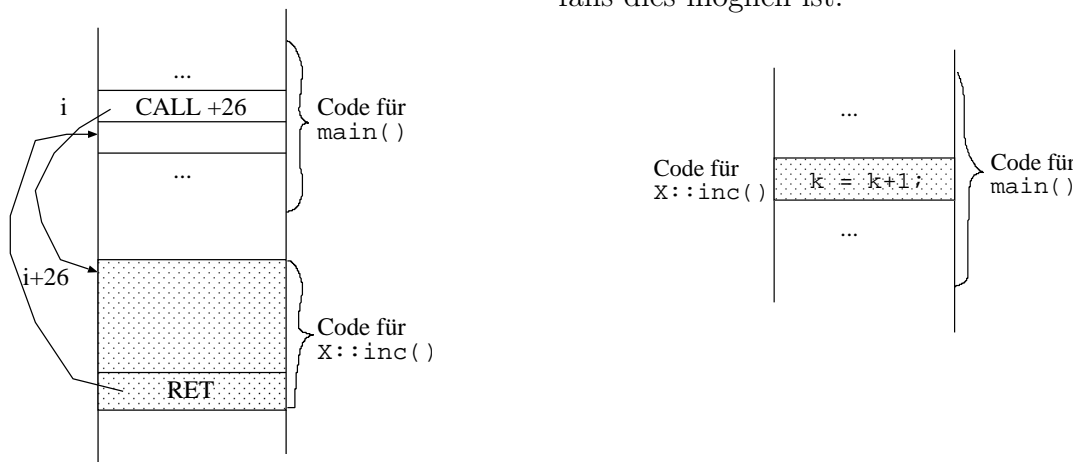 falls dies möglich ist.
...
i
CALL +26
Code für
main()
...
i+26
Code für
X::inc()
RET
...
Code für
X::inc()
k = k+1;
Code für
main()
...